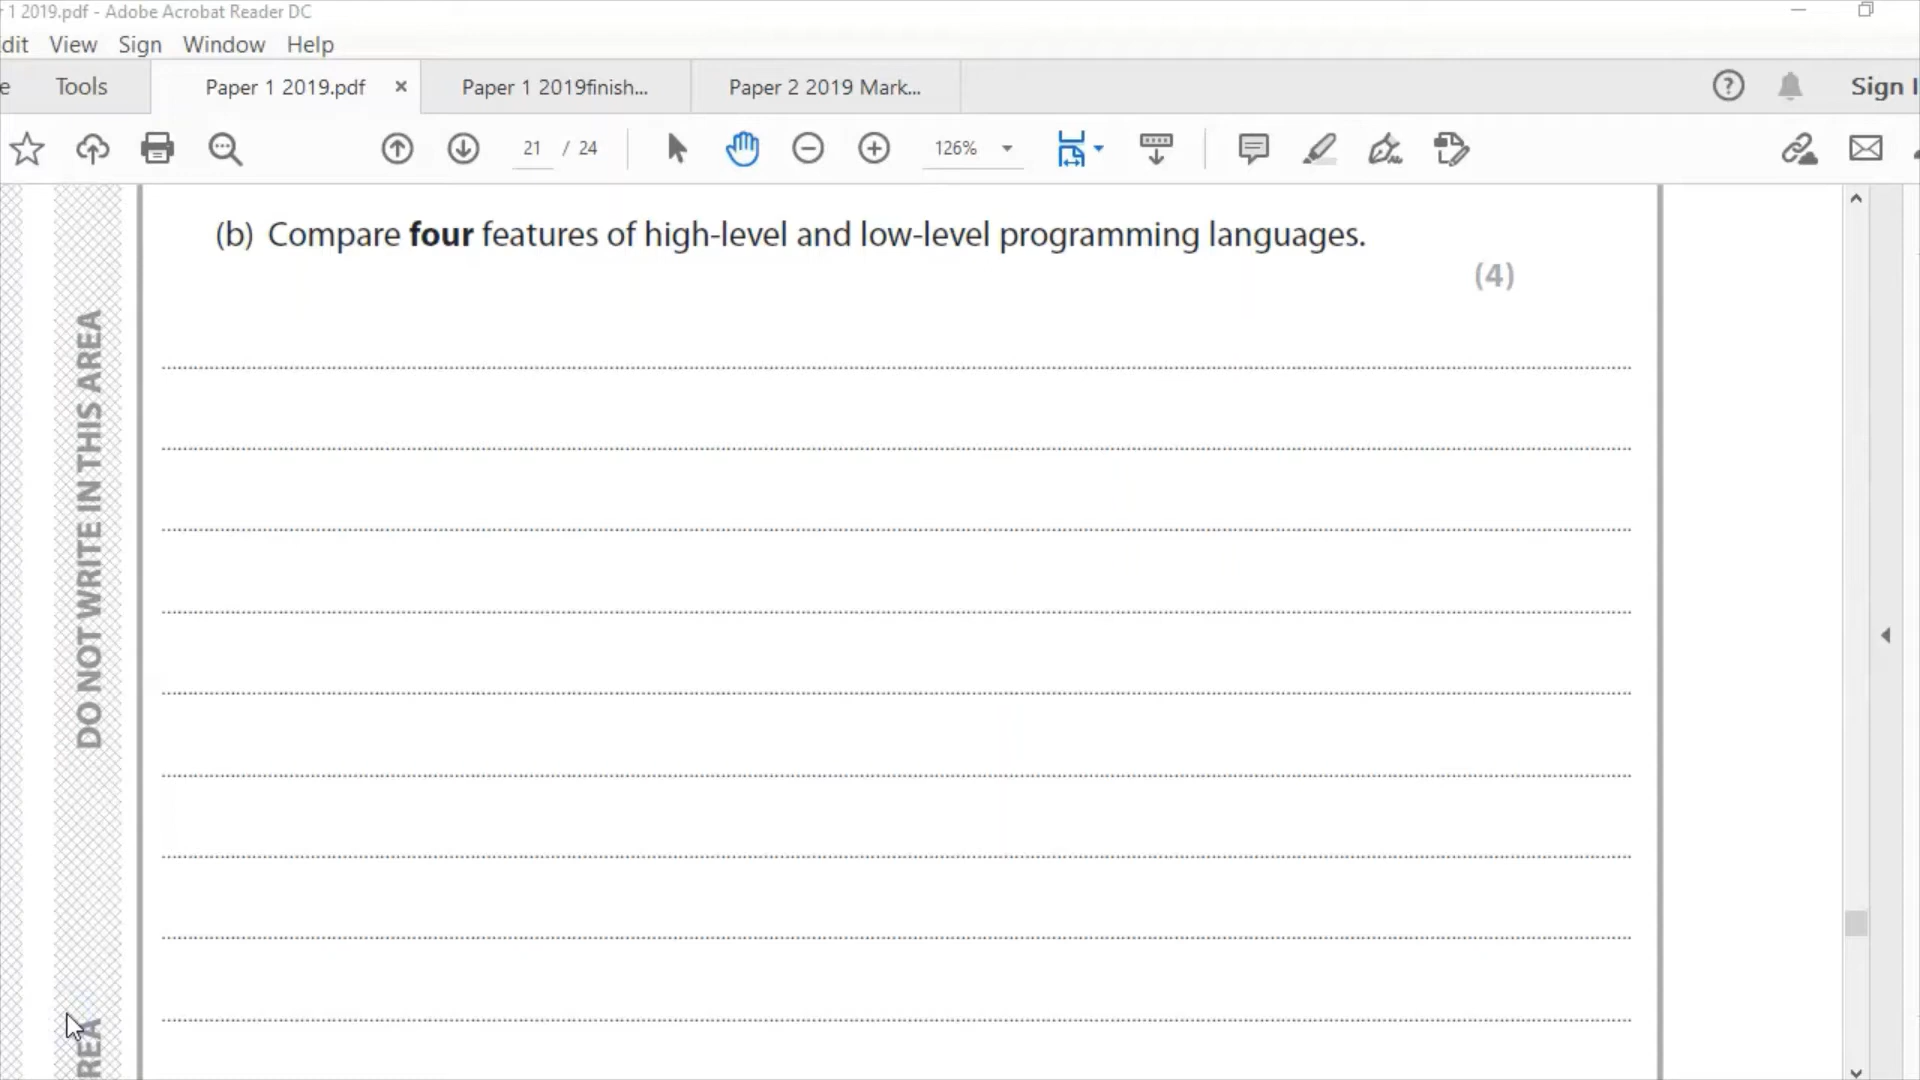 r 1 2019.pdf - Adobe Acrobat Reader DC
dit View Sign Window Help
e Tools Paper 1 2019.pdf × Paper 1 2019finish... Paper 2 2019 Mark... Sign I
21 / 24 126%
(b) Compare four features of high-level and low-level programming languages.
(4)
DO NOT WRITE IN THIS AREA
REA